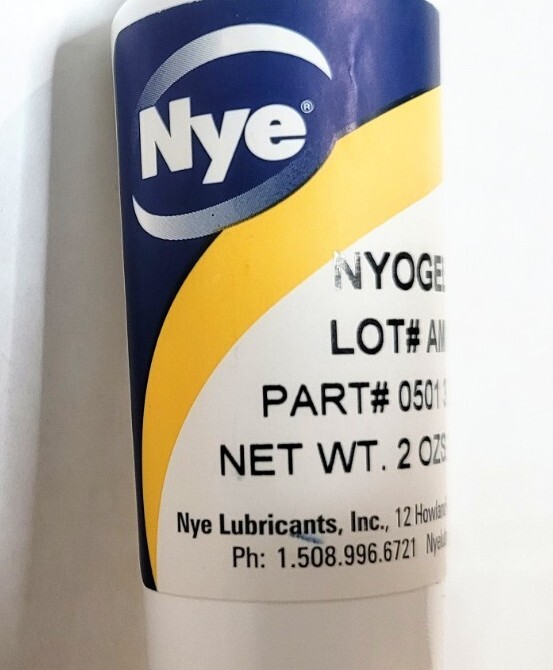 Nye®
NYOGE
LOT# AM
PART# 0501
NET WT. 2 OZS
Nye Lubricants, Inc., 12 Howland
Ph: 1.508.996.6721 Nyelu